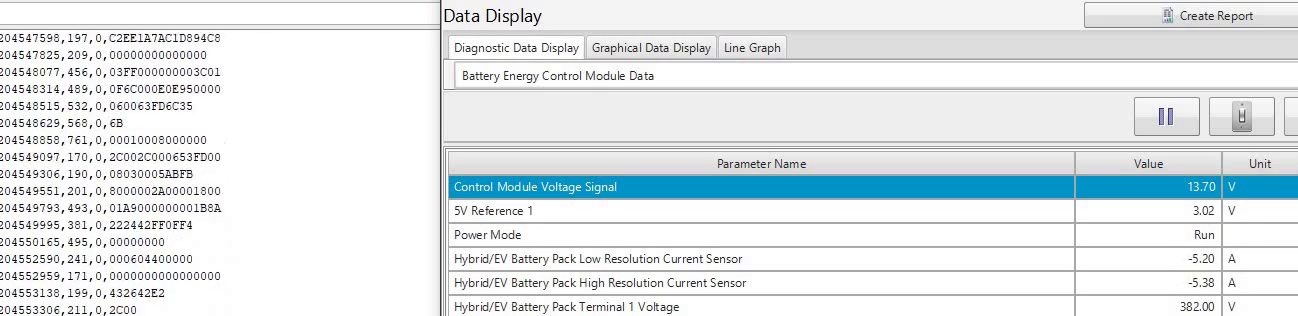 204547598,197,0,C2EE1A7AC1D894C8
204547825,209,0,000000000000
204548077,456,0,03FF000000003C01
204548314,489,0,0F6C000E0E950000
204548515,532,0,060063FD6C35
204548629,568,0,6B
204548858,761,0,00010008000000
204549097,170,0,2C002C000653FD00
204549306,190,0,08030005ABFB
204549551,201,0,8000002A00001800
204549793,493,0,01A9000000001B8A
204549995,381,0,222442FF0FF4
204550165,495,0,00000000
204552590,241,0,000604400000
204552959,171,0,0000000000000000
204553138,199,0,432642E2
204553306,211,0,2C00
Data Display
Create Report
Diagnostic Data Display Graphical Data Display Line Graph
Battery Energy Control Module Data
Parameter Name Value Unit
Control Module Voltage Signal 13.70 V
5V Reference 1 3.02 V
Power Mode Run
Hybrid/EV Battery Pack Low Resolution Current Sensor -5.20 A
Hybrid/EV Battery Pack High Resolution Current Sensor -5.38 A
Hybrid/EV Battery Pack Terminal 1 Voltage 382.00 V